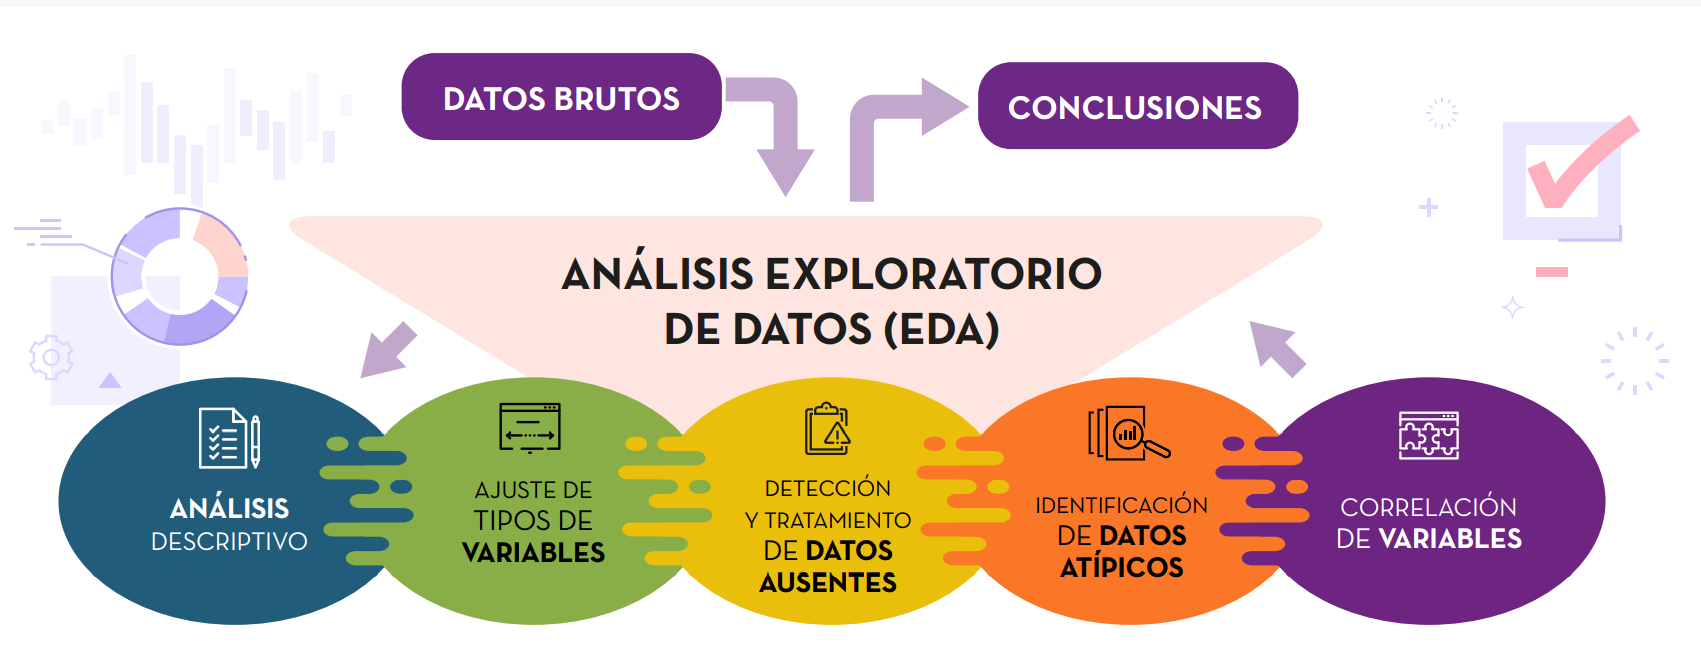 DATOS BRUTOS
CONCLUSIONES
ANÁLISIS EXPLORATORIO
DE DATOS (EDA)
ANÁLISIS
DESCRIPTIVO
AJUSTE DE
TIPOS DE
VARIABLES
DETECCIÓN
Y TRATAMIENTO
DE DATOS
AUSENTES
IDENTIFICACIÓN
DE DATOS
ATÍPICOS
CORRELACIÓN
DE VARIABLES